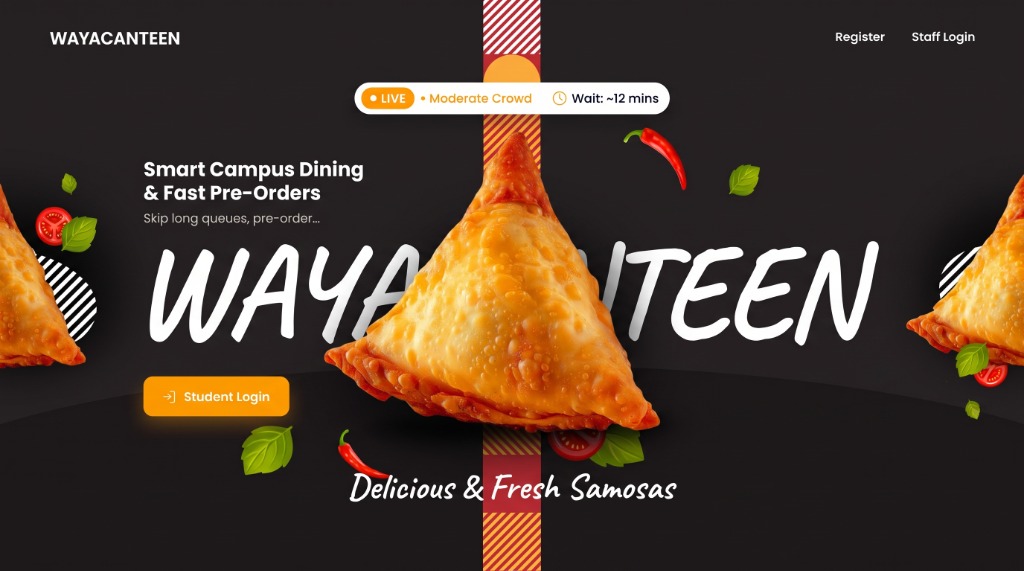 WAYACANTEEN
Register
Staff Login
LIVE • Moderate Crowd Wait: ~12 mins
Smart Campus Dining
& Fast Pre-Orders
Skip long queues, pre-order...
WAYA NTEEN
Student Login
Delicious & Fresh Samosas